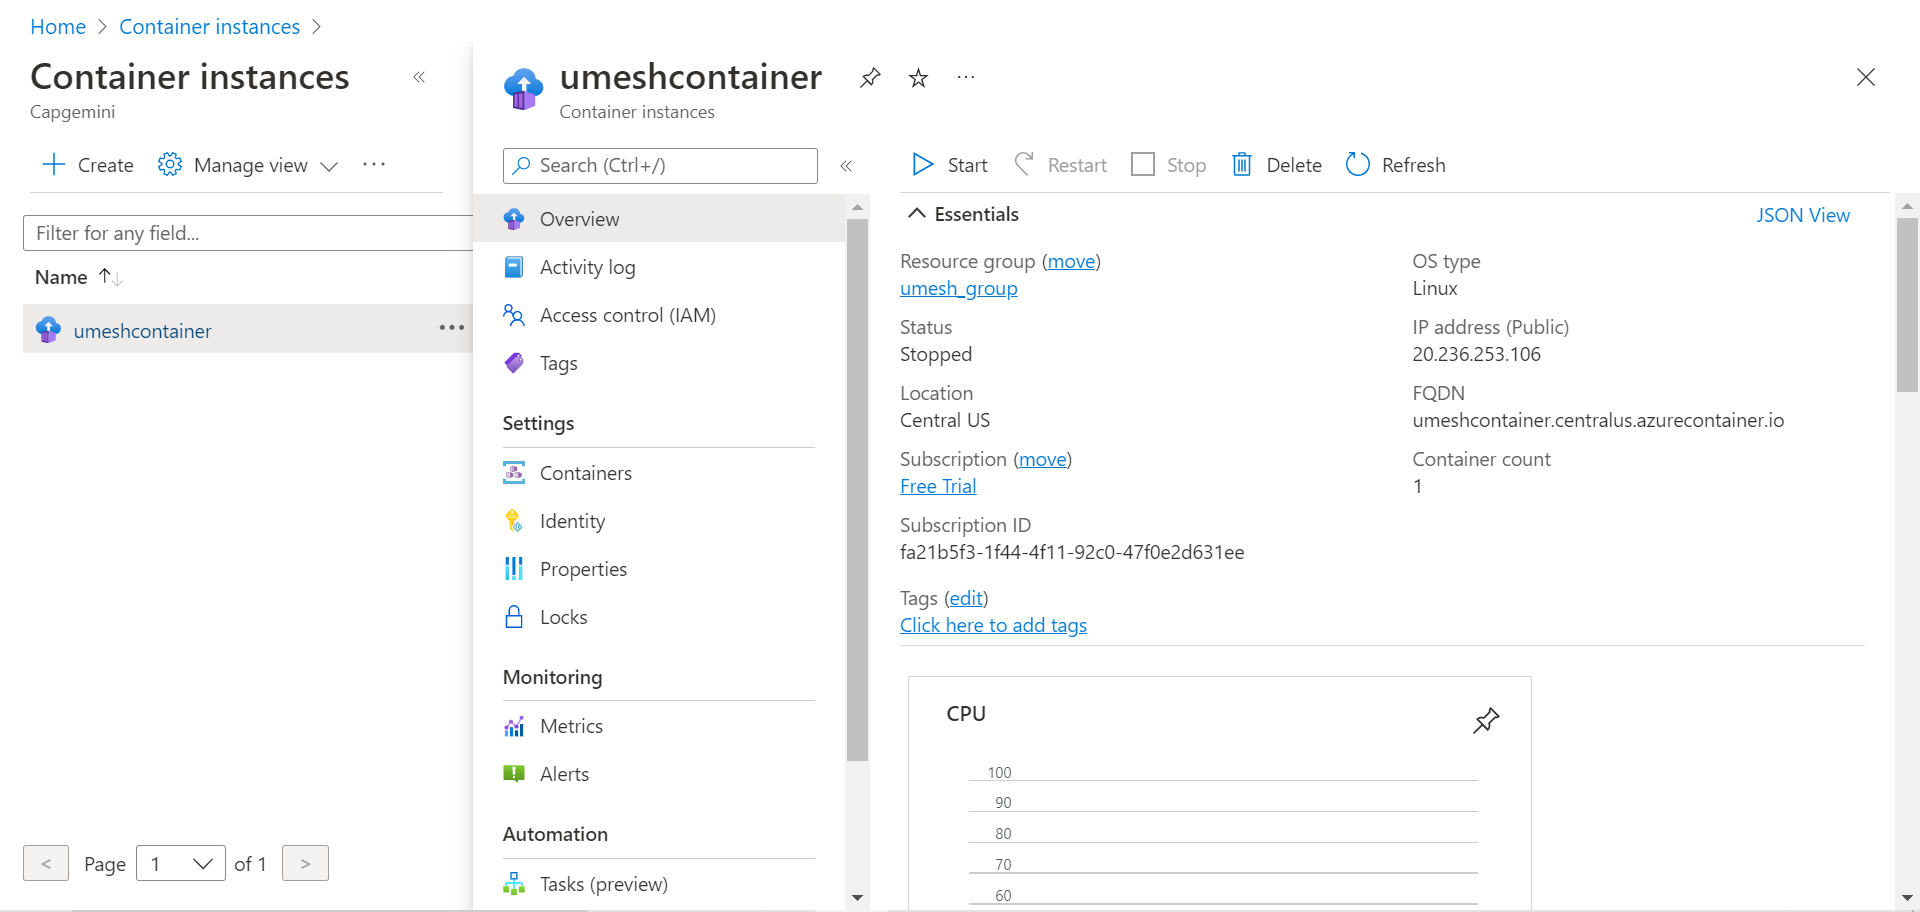 Home > Container instances >
Container instances «
Capgemini
+ Create Manage view ···
Filter for any field...
Name ↑↓
umeshcontainer ···
< Page 1 of 1 >
umeshcontainer ···
Container instances
Search (Ctrl+/) «
Overview
Activity log
Access control (IAM)
Tags
Settings
Containers
Identity
Properties
Locks
Monitoring
Metrics
Alerts
Automation
Tasks (preview)
Start Restart Stop Delete Refresh
Essentials JSON View
Resource group (move)
umesh_group
Status
Stopped
Location
Central US
Subscription (move)
Free Trial
Subscription ID
fa21b5f3-1f44-4f11-92c0-47f0e2d631ee
OS type
Linux
IP address (Public)
20.236.253.106
FQDN
umeshcontainer.centralus.azurecontainer.io
Container count
1
Tags (edit)
Click here to add tags
CPU
100
90
80
70
60